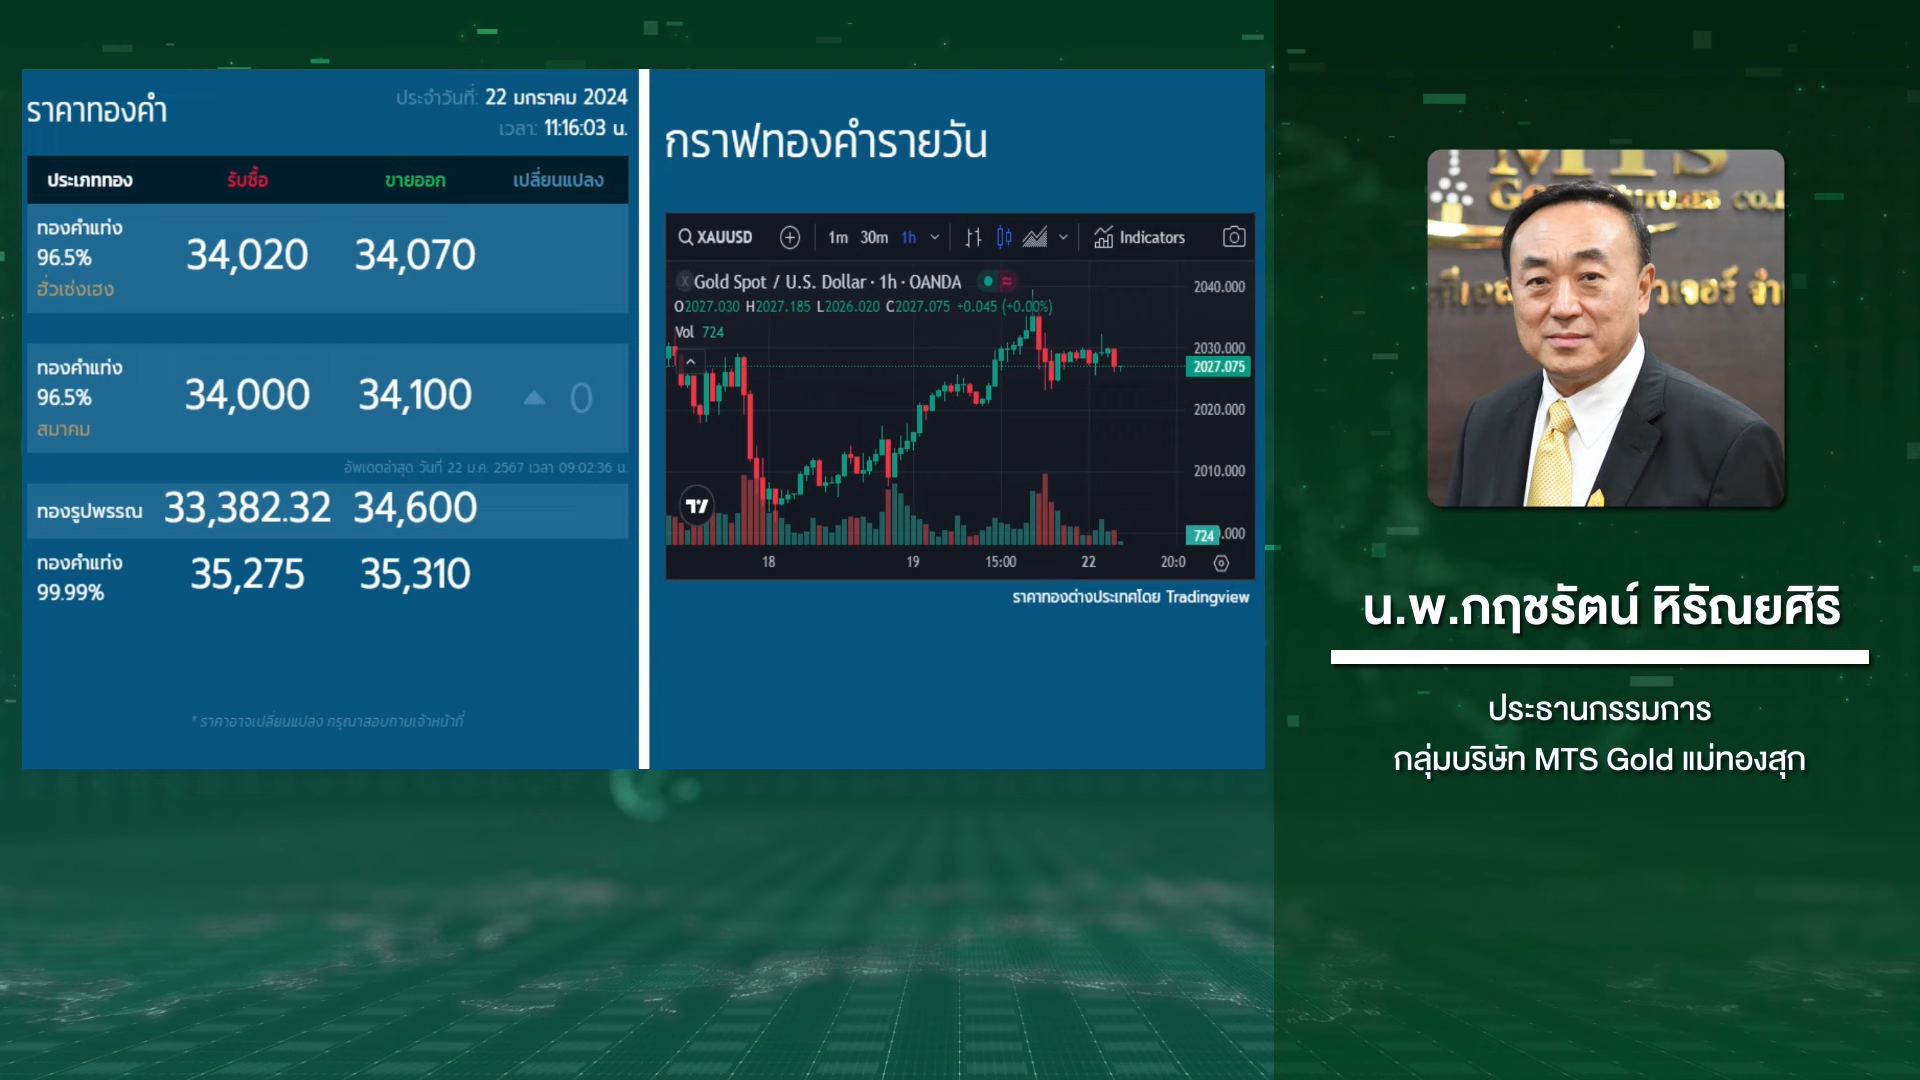 ราคาทองคำ
ประจำวันที่: 22 มกราคม 2024
เวลา: 11:16:03 น.
ประเภททอง รับซื้อ ขายออก เปลี่ยนแปลง
ทองคำแท่ง
96.5%
ฮั่วเซ่งเฮง
34,020 34,070
ทองคำแท่ง
96.5%
สมาคม
34,000 34,100 ▲ 0
อัพเดตล่าสุด วันที่ 22 ม.ค. 2567 เวลา 09:02:36 น.
ทองรูปพรรณ 33,382.32 34,600
ทองคำแท่ง
99.99%
35,275 35,310
* ราคาอาจเปลี่ยนแปลง กรุณาสอบถามเจ้าหน้าที่
กราฟทองคำรายวัน
XAUUSD 1m 30m 1h Indicators
Gold Spot / U.S. Dollar · 1h · OANDA
O2027.030 H2027.185 L2026.020 C2027.075 +0.045 (+0.00%)
Vol 724
2040.000
2030.000
2027.075
2020.000
2010.000
724
18 19 15:00 22 20:0
ราคาทองต่างประเทศโดย Tradingview
MTS
น.พ.กฤชรัตน์ หิรัณยศิริ
ประธานกรรมการ
กลุ่มบริษัท MTS Gold แม่ทองสุก